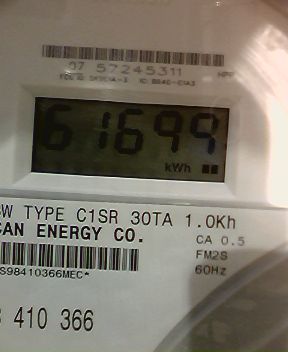 07 57245311
61699
kWh
W TYPE C1SR 30TA 1.0Kh
CAN ENERGY CO.
CA 0.5
FM2S
60Hz
S98410366MEC*
410 366